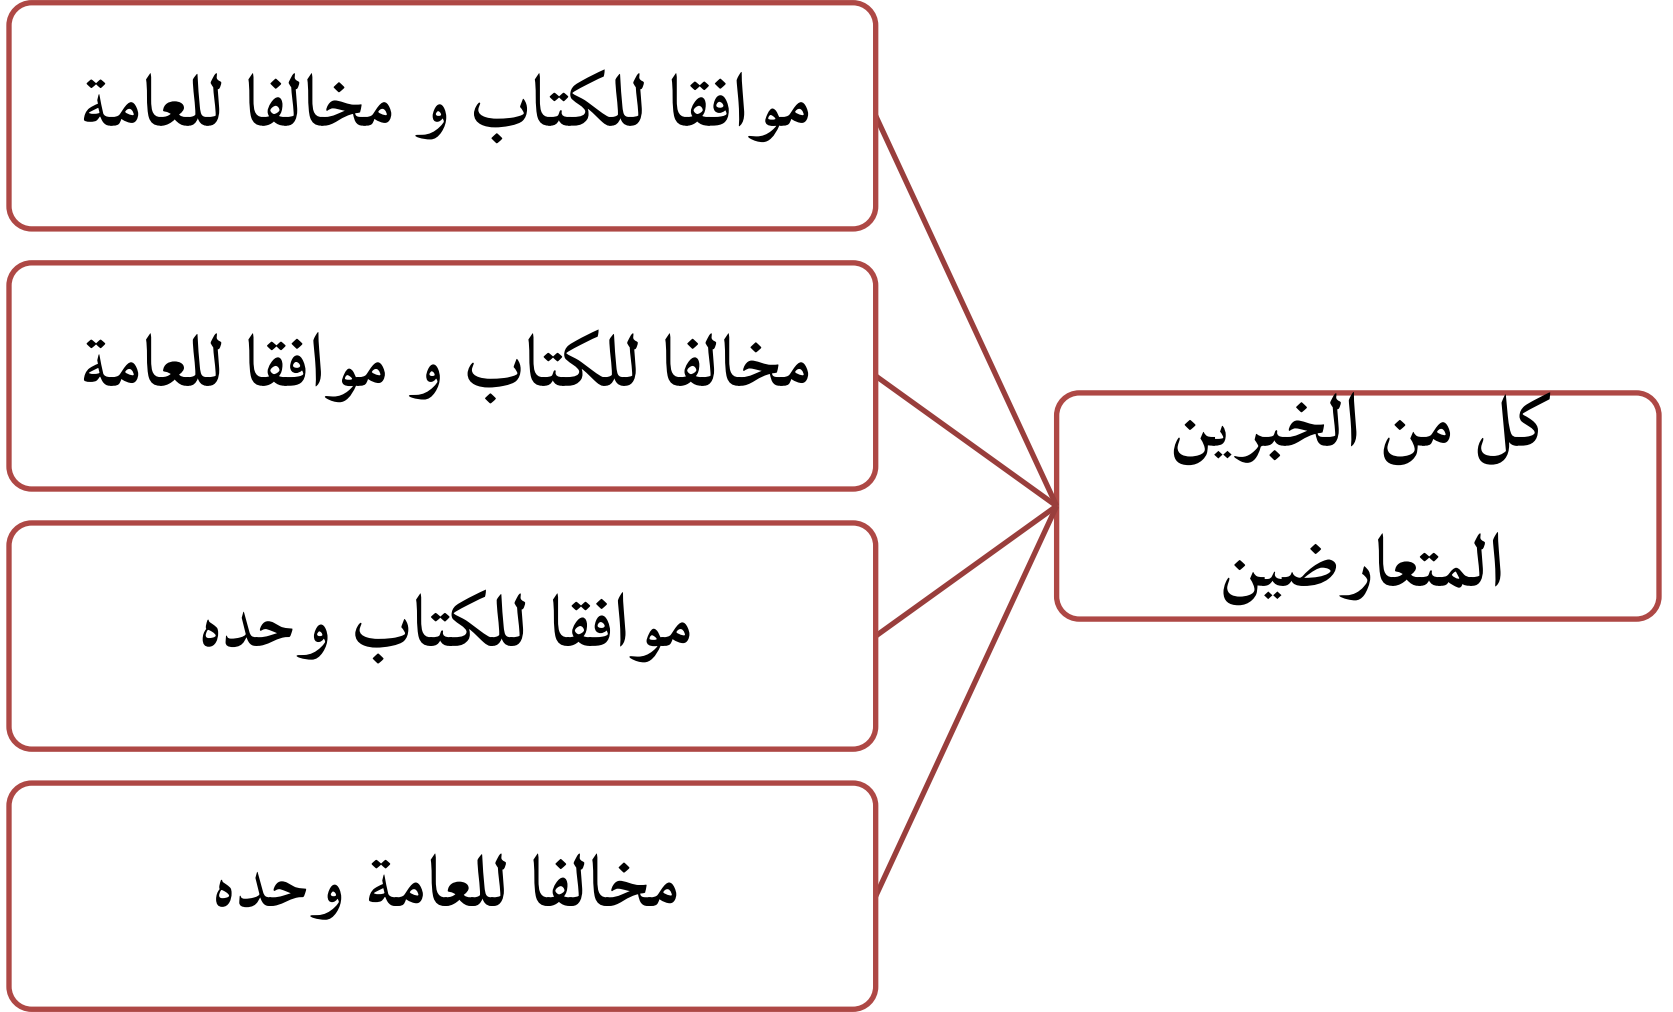 كل من الخبرين
المتعارضين
موافقا للكتاب و مخالفا للعامة
مخالفا للكتاب و موافقا للعامة
موافقا للكتاب وحده
مخالفا للعامة وحده